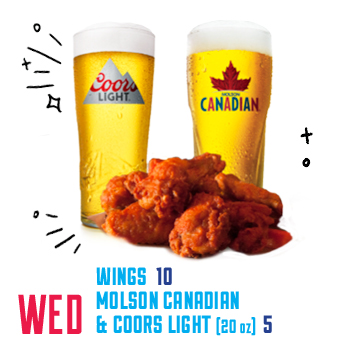 Coors
LIGHT
MOLSON
CANADIAN
WED
WINGS 10
MOLSON CANADIAN
& COORS LIGHT (20 oz) 5